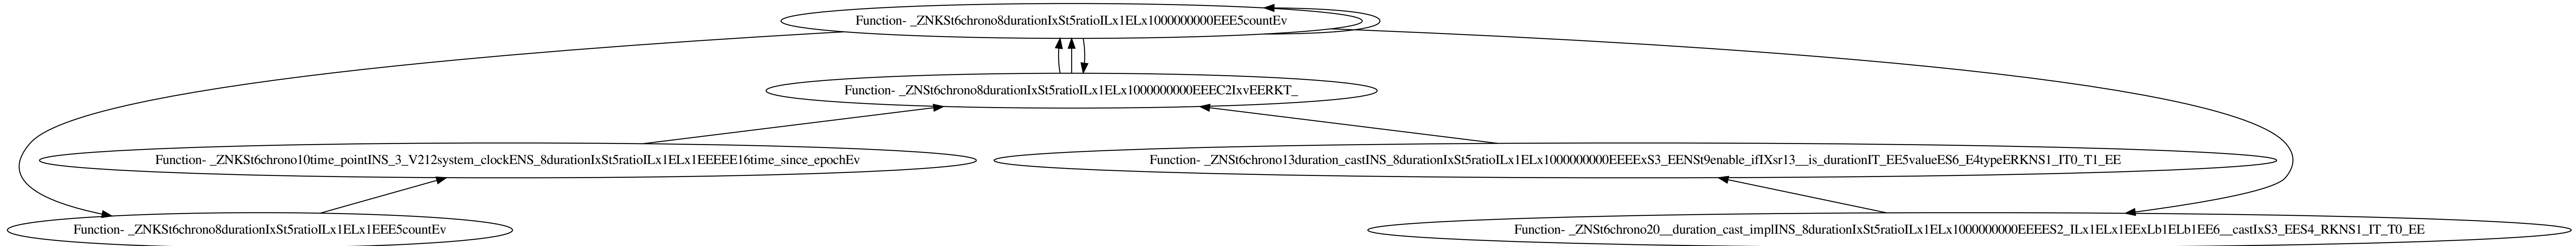 Function- _ZNKSt6chrono8durationIxSt5ratioILx1ELx1000000000EEE5countEv
Function- _ZNSt6chrono8durationIxSt5ratioILx1ELx1000000000EEEC2IxvEERKT_
Function- _ZNKSt6chrono10time_pointINS_3_V212system_clockENS_8durationIxSt5ratioILx1ELx1EEEEE16time_since_epochEv
Function- _ZNSt6chrono13duration_castINS_8durationIxSt5ratioILx1ELx1000000000EEEExS3_EENSt9enable_ifIXsr13__is_durationIT_EE5valueES6_E4typeERKNS1_IT0_T1_EE
Function- _ZNKSt6chrono8durationIxSt5ratioILx1ELx1EEE5countEv
Function- _ZNSt6chrono20__duration_cast_implINS_8durationIxSt5ratioILx1ELx1000000000EEEES2_ILx1ELx1EExLb1ELb1EE6__castIxS3_EES4_RKNS1_IT_T0_EE